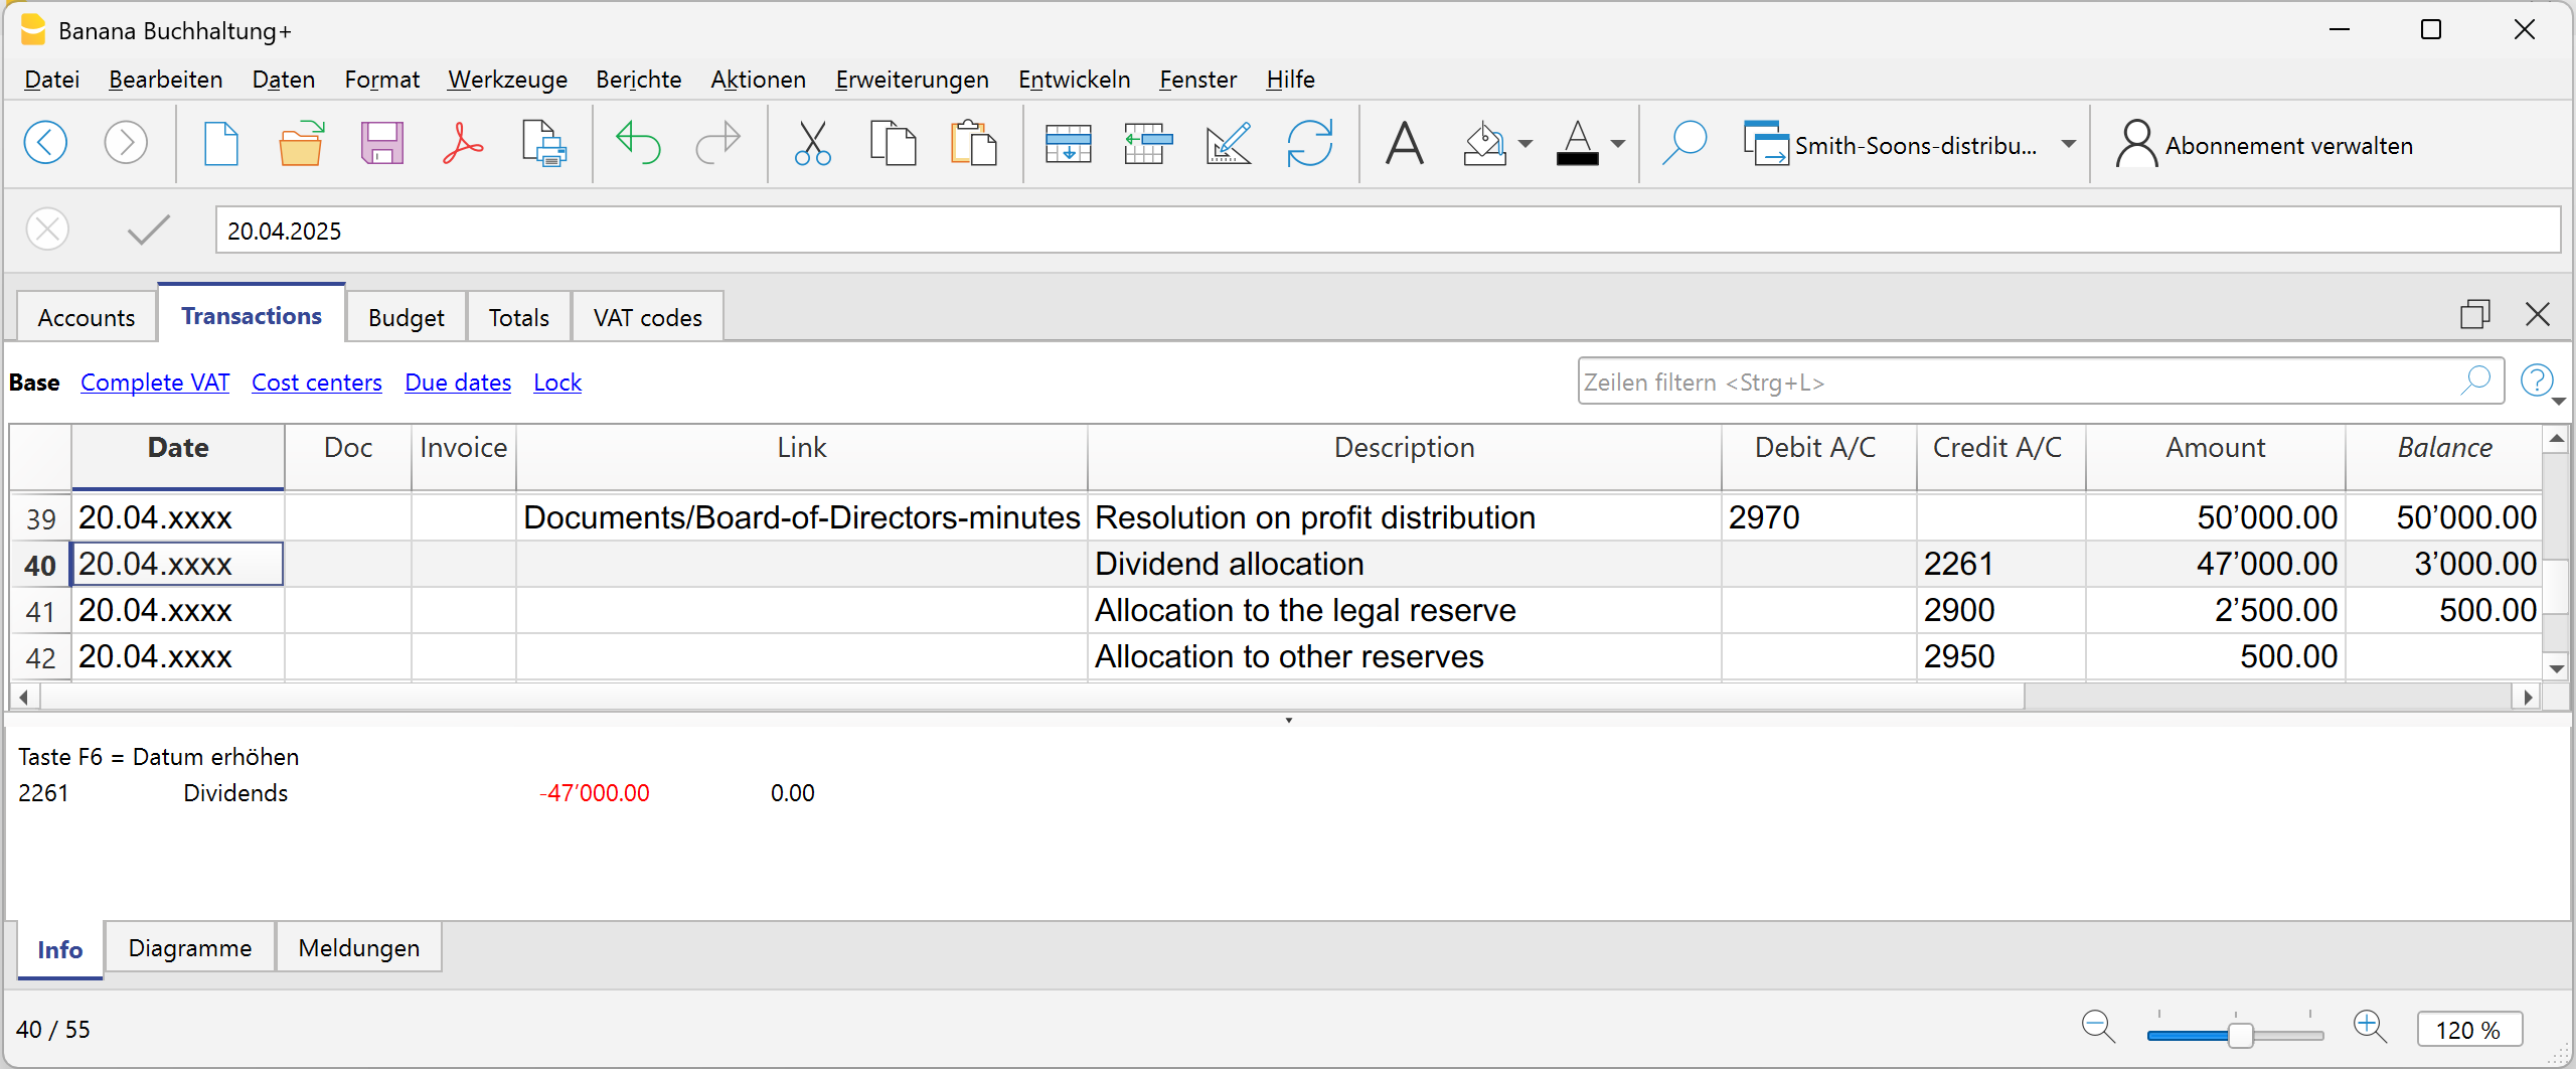 Banana Buchhaltung+
Datei Bearbeiten Daten Format Werkzeuge Berichte Aktionen Erweiterungen Entwickeln Fenster Hilfe
Smith-Soons-distribu... Abonnement verwalten
20.04.2025
Accounts Transactions Budget Totals VAT codes
Base Complete VAT Cost centers Due dates Lock Zeilen filtern <Strg+L>
Date Doc Invoice Link Description Debit A/C Credit A/C Amount Balance
39 20.04.xxxx Documents/Board-of-Directors-minutes Resolution on profit distribution 2970 50’000.00 50’000.00
40 20.04.xxxx Dividend allocation 2261 47’000.00 3’000.00
41 20.04.xxxx Allocation to the legal reserve 2900 2’500.00 500.00
42 20.04.xxxx Allocation to other reserves 2950 500.00
Taste F6 = Datum erhöhen
2261 Dividends -47’000.00 0.00
Info Diagramme Meldungen
40 / 55 120 %